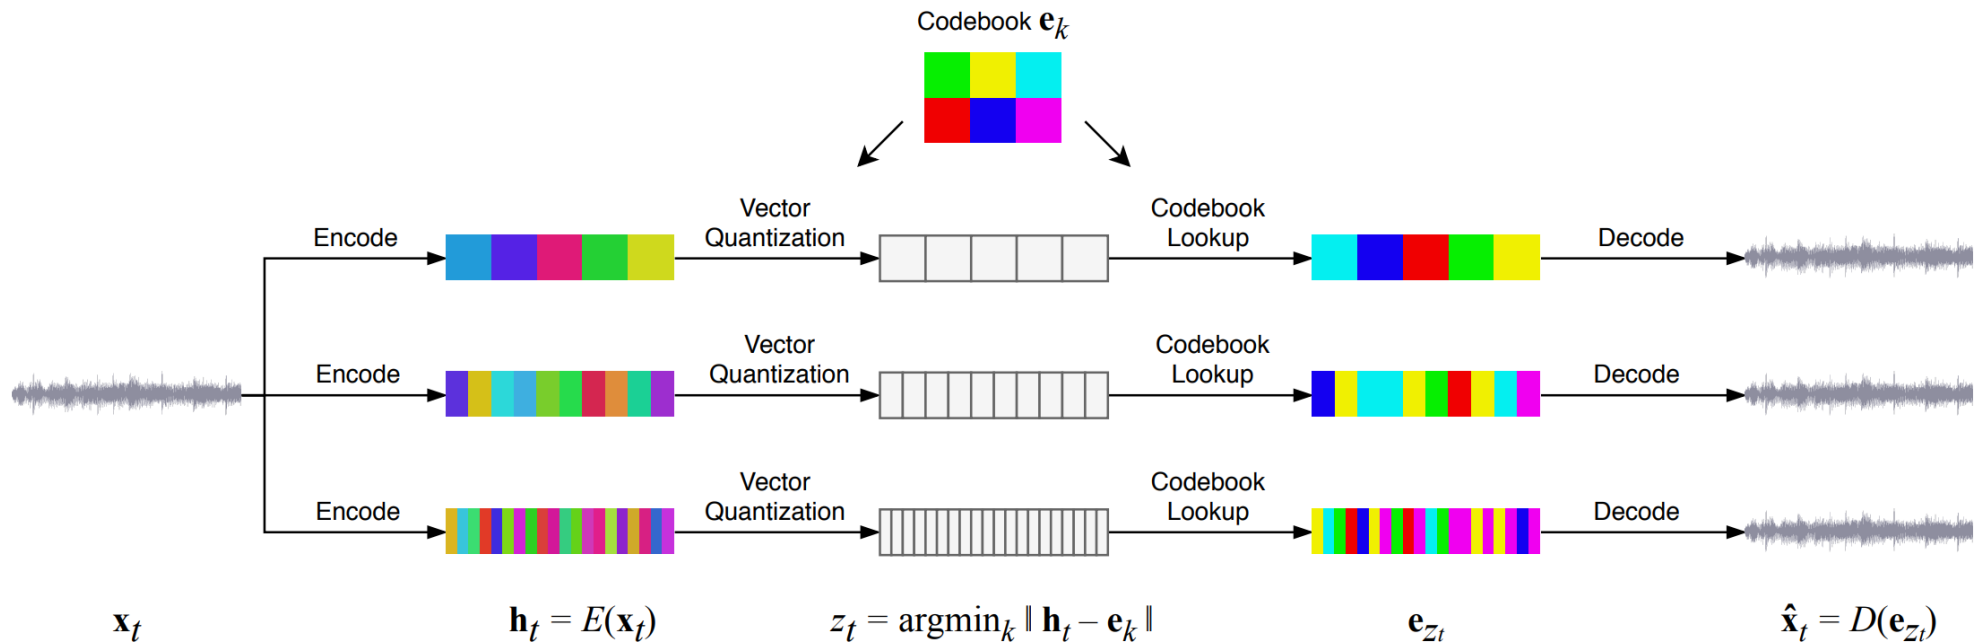 Codebook eₖ
Encode
Vector
Quantization
Codebook
Lookup
Decode
Encode
Vector
Quantization
Codebook
Lookup
Decode
Encode
Vector
Quantization
Codebook
Lookup
Decode
x_t
h_t = E(x_t)
z_t = argmin_k ‖ h_t – e_k ‖
e_{z_t}
x̂_t = D(e_{z_t})